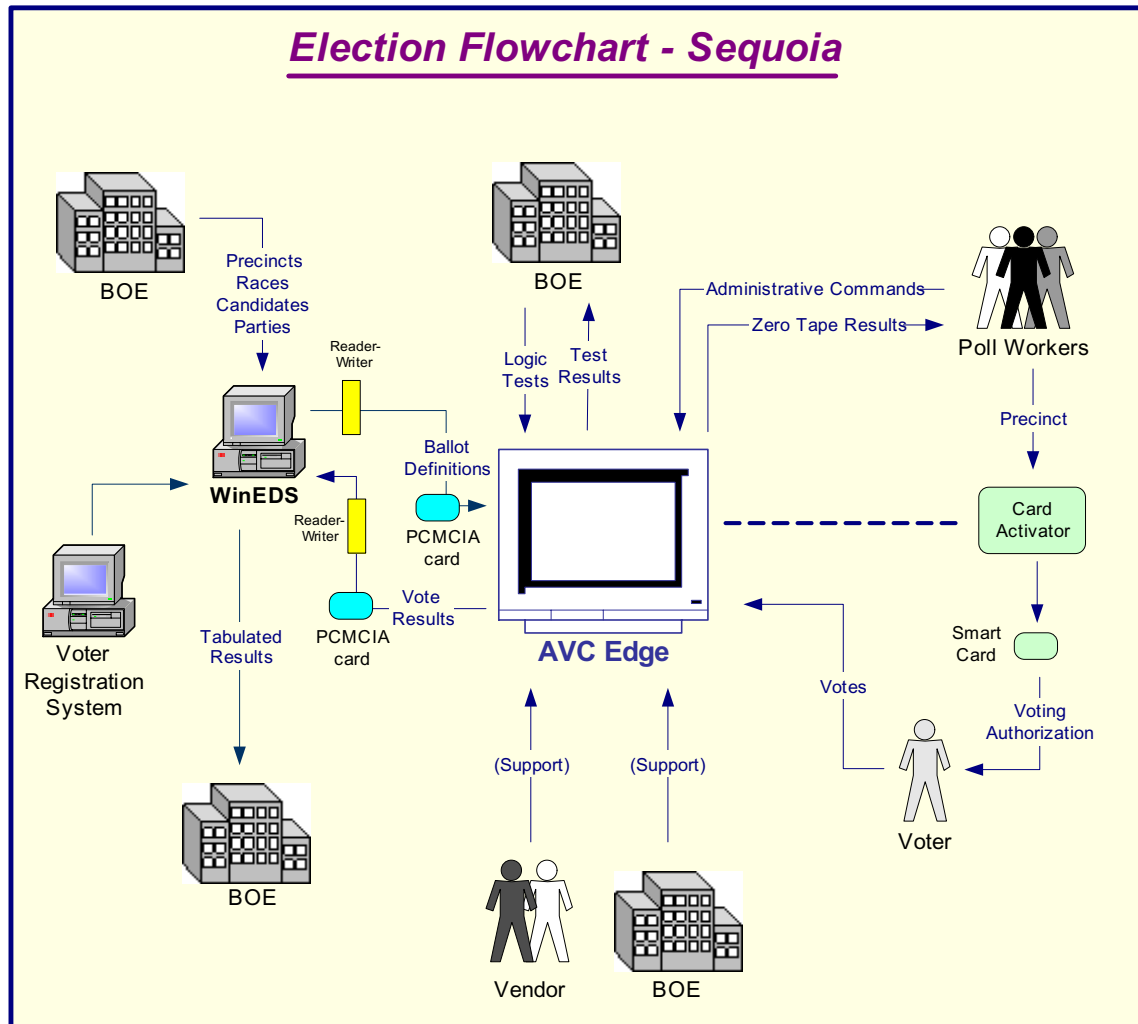 Election Flowchart - Sequoia
BOE
Precincts
Races
Candidates
Parties
BOE
Logic
Tests
Test
Results
Administrative Commands
Zero Tape Results
Poll Workers
Precinct
Card
Activator
Smart
Card
Voting
Authorization
Voter
Votes
Reader-
Writer
Ballot
Definitions
PCMCIA
card
WinEDS
Reader-
Writer
PCMCIA
card
Vote
Results
AVC Edge
Voter
Registration
System
Tabulated
Results
BOE
(Support)
(Support)
Vendor
BOE